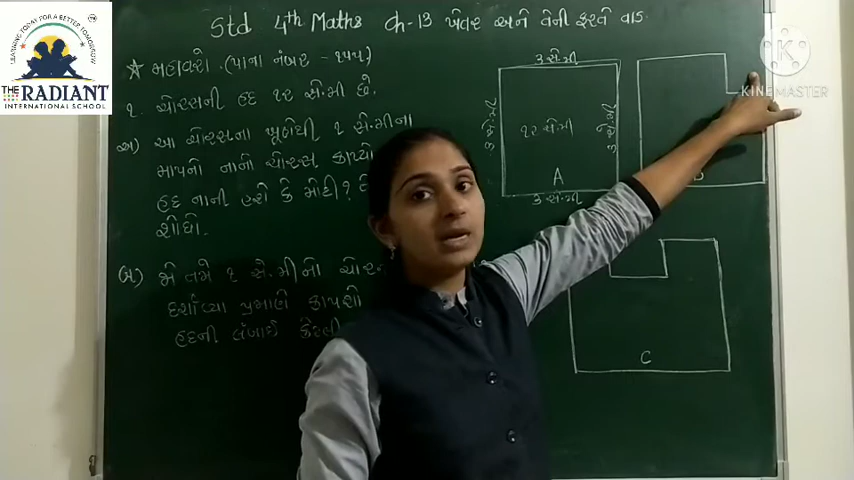 LEARNING TODAY FOR A BETTER TOMORROW
THE RADIANT
INTERNATIONAL SCHOOL
Std 4th Maths Ch-13 ખેતર અને તેની ફરતે વાડ
મહાવરો. (પાના નંબર - ૧૫૫)
૧. ચોરસની હદ ૧૨ સે.મી છે.
અ) આ ચોરસના ખૂણેથી ૧ સે.મીના
માપનો નાનો ચોરસ કાપ્યો
હદ નાની હશે કે મોટી?
શોધો.
બ) જો તમે ૧ સે.મીનો
દર્શાવ્યા પ્રમાણે કાપશો
હદની લંબાઈ કેટલી
૩ સે.મી
૩ સે.મી
૩ સે.મી
૧૨ સે.મી
A
૩ સે.મી
B
C
K
KINEMASTER